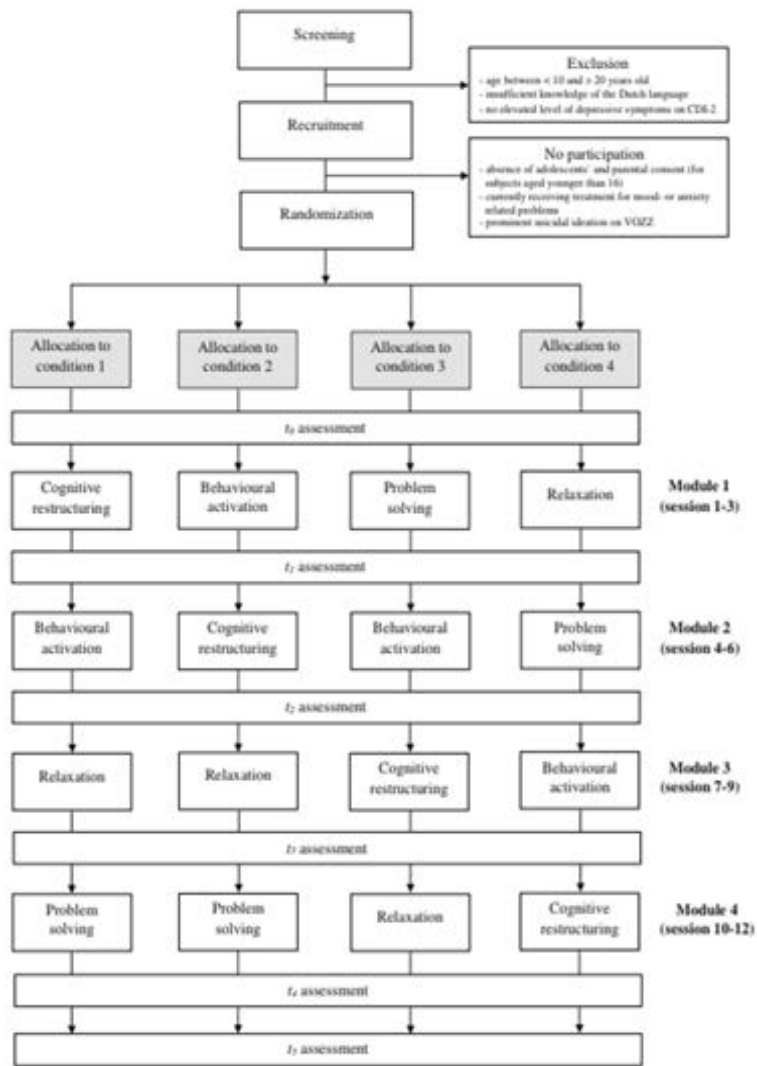 Screening
Exclusion
- age between < 10 and > 20 years old
- insufficient knowledge of the Dutch language
- no elevated level of depressive symptoms on CDI-2
Recruitment
No participation
- absence of adolescents' and parental consent (for
subjects aged younger than 16)
- currently receiving treatment for mood- or anxiety
related problems
- prominent suicidal ideation on VOZZ
Randomization
Allocation to
condition 1
Allocation to
condition 2
Allocation to
condition 3
Allocation to
condition 4
t0 assessment
Cognitive
restructuring
Behavioural
activation
Problem
solving
Relaxation
Module 1
(session 1-3)
t1 assessment
Behavioural
activation
Cognitive
restructuring
Behavioural
activation
Problem
solving
Module 2
(session 4-6)
t2 assessment
Relaxation
Relaxation
Cognitive
restructuring
Behavioural
activation
Module 3
(session 7-9)
t3 assessment
Problem
solving
Problem
solving
Relaxation
Cognitive
restructuring
Module 4
(session 10-12)
t4 assessment
t5 assessment